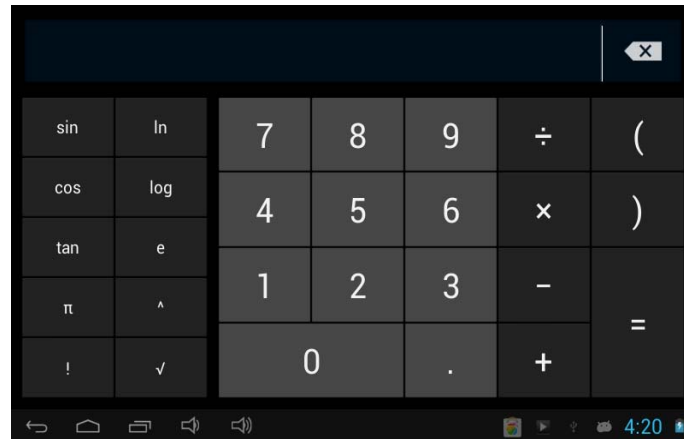 sin ln 7 8 9 ÷ (
cos log 4 5 6 × )
tan e 1 2 3 −
π ^ =
! √ 0 . +
4:20